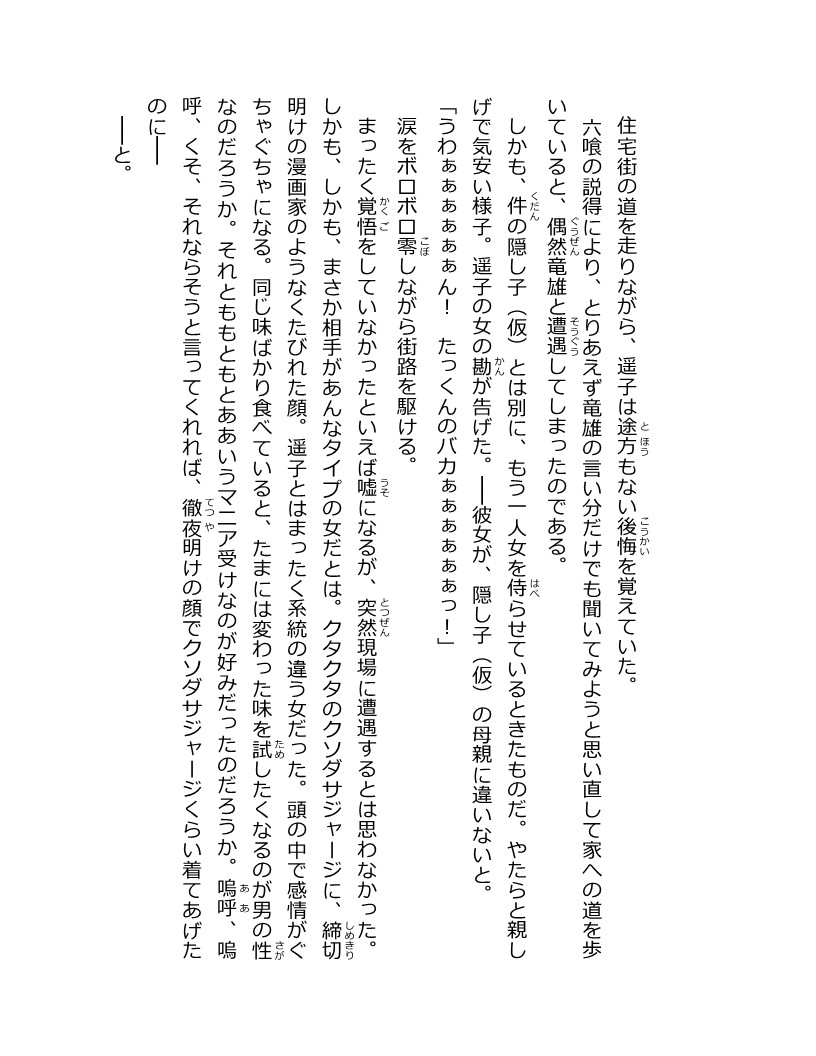 住宅街の道を走りながら、遥子は途方もない後悔を覚えていた。
六喰の説得により、とりあえず竜雄の言い分だけでも聞いてみようと思い直して家への道を歩
いていると、偶然竜雄と遭遇してしまったのである。
しかも、件の隠し子（仮）とは別に、もう一人女を侍らせているときたものだ。やたらと親し
げで気安い様子。遥子の女の勘が告げた。――彼女が、隠し子（仮）の母親に違いないと。
「うわぁぁぁぁぁぁん！　たっくんのバカぁぁぁぁぁぁっ！」
涙をボロボロ零しながら街路を駆ける。
まったく覚悟をしていなかったといえば嘘になるが、突然現場に遭遇するとは思わなかった。
しかも、しかも、まさか相手があんなタイプの女だとは。クタクタのクソダサジャージに、締切
明けの漫画家のようなくたびれた顔。遥子とはまったく系統の違う女だった。頭の中で感情がぐ
ちゃぐちゃになる。同じ味ばかり食べていると、たまには変わった味を試したくなるのが男の性
なのだろうか。それとももともとああいうマニア受けなのが好みだったのだろうか。嗚呼、嗚
呼、くそ、それならそうと言ってくれれば、徹夜明けの顔でクソダサジャージくらい着てあげた
のに――
――と。